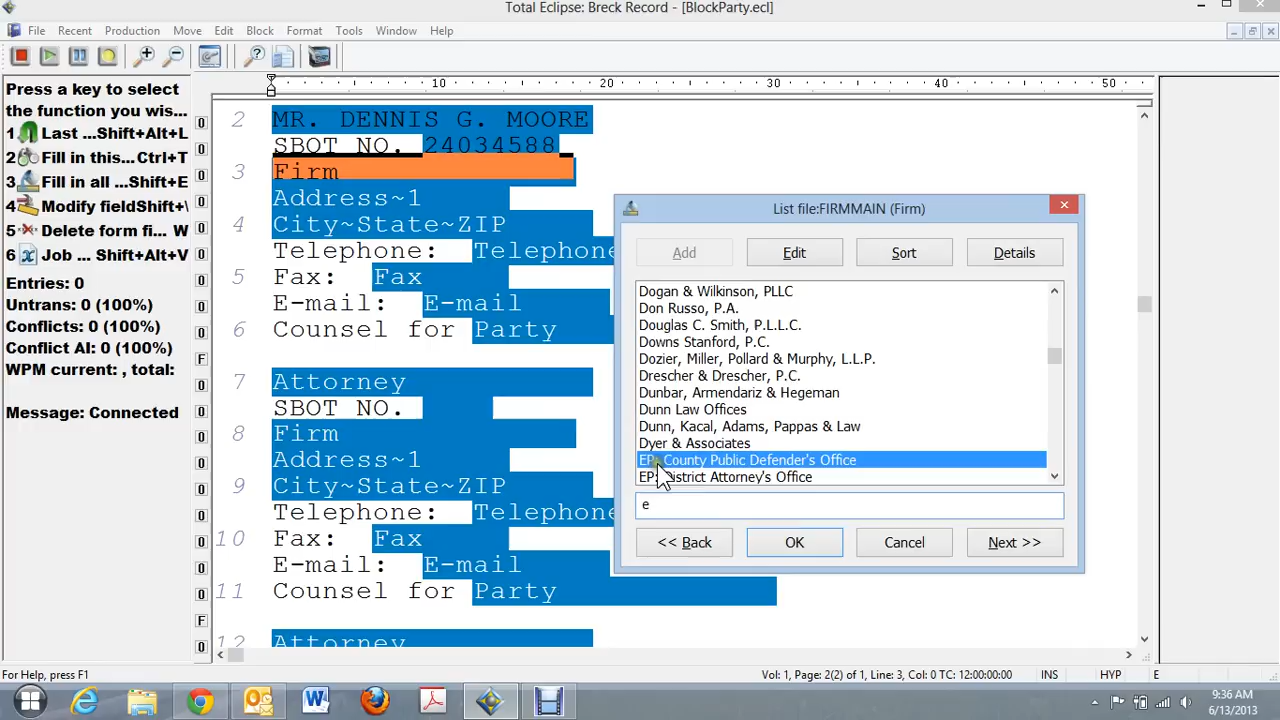 Total Eclipse: Breck Record - [BlockParty.ecl]
File Recent Production Move Edit Block Format Tools Window Help
Press a key to select
the function you wis...
1 Last ...Shift+Alt+L
2 Fill in this...Ctrl+T
3 Fill in all ...Shift+E
4 Modify fieldShift+\
5 Delete form fi... W
6 Job ... Shift+Alt+V
Entries: 0
Untrans: 0 (100%)
Conflicts: 0 (100%)
Conflict AI: 0 (100%)
WPM current: , total:
Message: Connected
10 20 30 40 50
2 MR. DENNIS G. MOORE
SBOT NO. 24034588
3 Firm
Address~1
4 City~State~ZIP
Telephone: Telephone
5 Fax: Fax
E-mail: E-mail
6 Counsel for Party
7 Attorney
SBOT NO.
8 Firm
Address~1
9 City~State~ZIP
Telephone: Telephone
10 Fax: Fax
E-mail: E-mail
11 Counsel for Party
12 Attorney
List file:FIRMMAIN (Firm)
Add Edit Sort Details
Dogan & Wilkinson, PLLC
Don Russo, P.A.
Douglas C. Smith, P.L.L.C.
Downs Stanford, P.C.
Dozier, Miller, Pollard & Murphy, L.L.P.
Drescher & Drescher, P.C.
Dunbar, Armendariz & Hegeman
Dunn Law Offices
Dunn, Kacal, Adams, Pappas & Law
Dyer & Associates
EP: County Public Defender's Office
EP: District Attorney's Office
e
<< Back OK Cancel Next >>
For Help, press F1
Vol: 1, Page: 2(2) of 1, Line: 3, Col: 0 TC: 12:00:00:00 INS HYP E
9:36 AM
6/13/2013